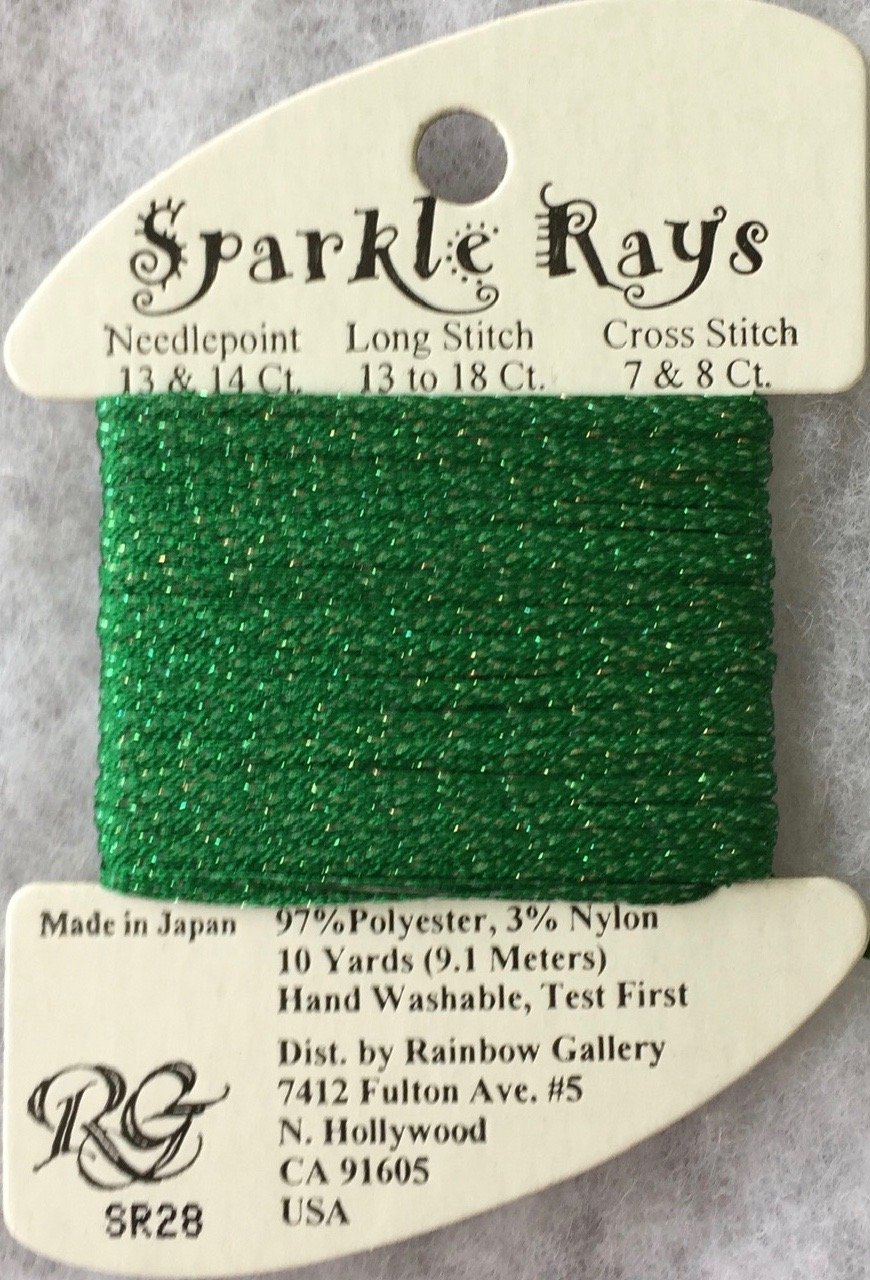 Sparkle Rays
Needlepoint Long Stitch Cross Stitch
13 & 14 Ct. 13 to 18 Ct. 7 & 8 Ct.
Made in Japan 97%Polyester, 3% Nylon
10 Yards (9.1 Meters)
Hand Washable, Test First
Dist. by Rainbow Gallery
7412 Fulton Ave. #5
N. Hollywood
CA 91605
USA
RG
SR28